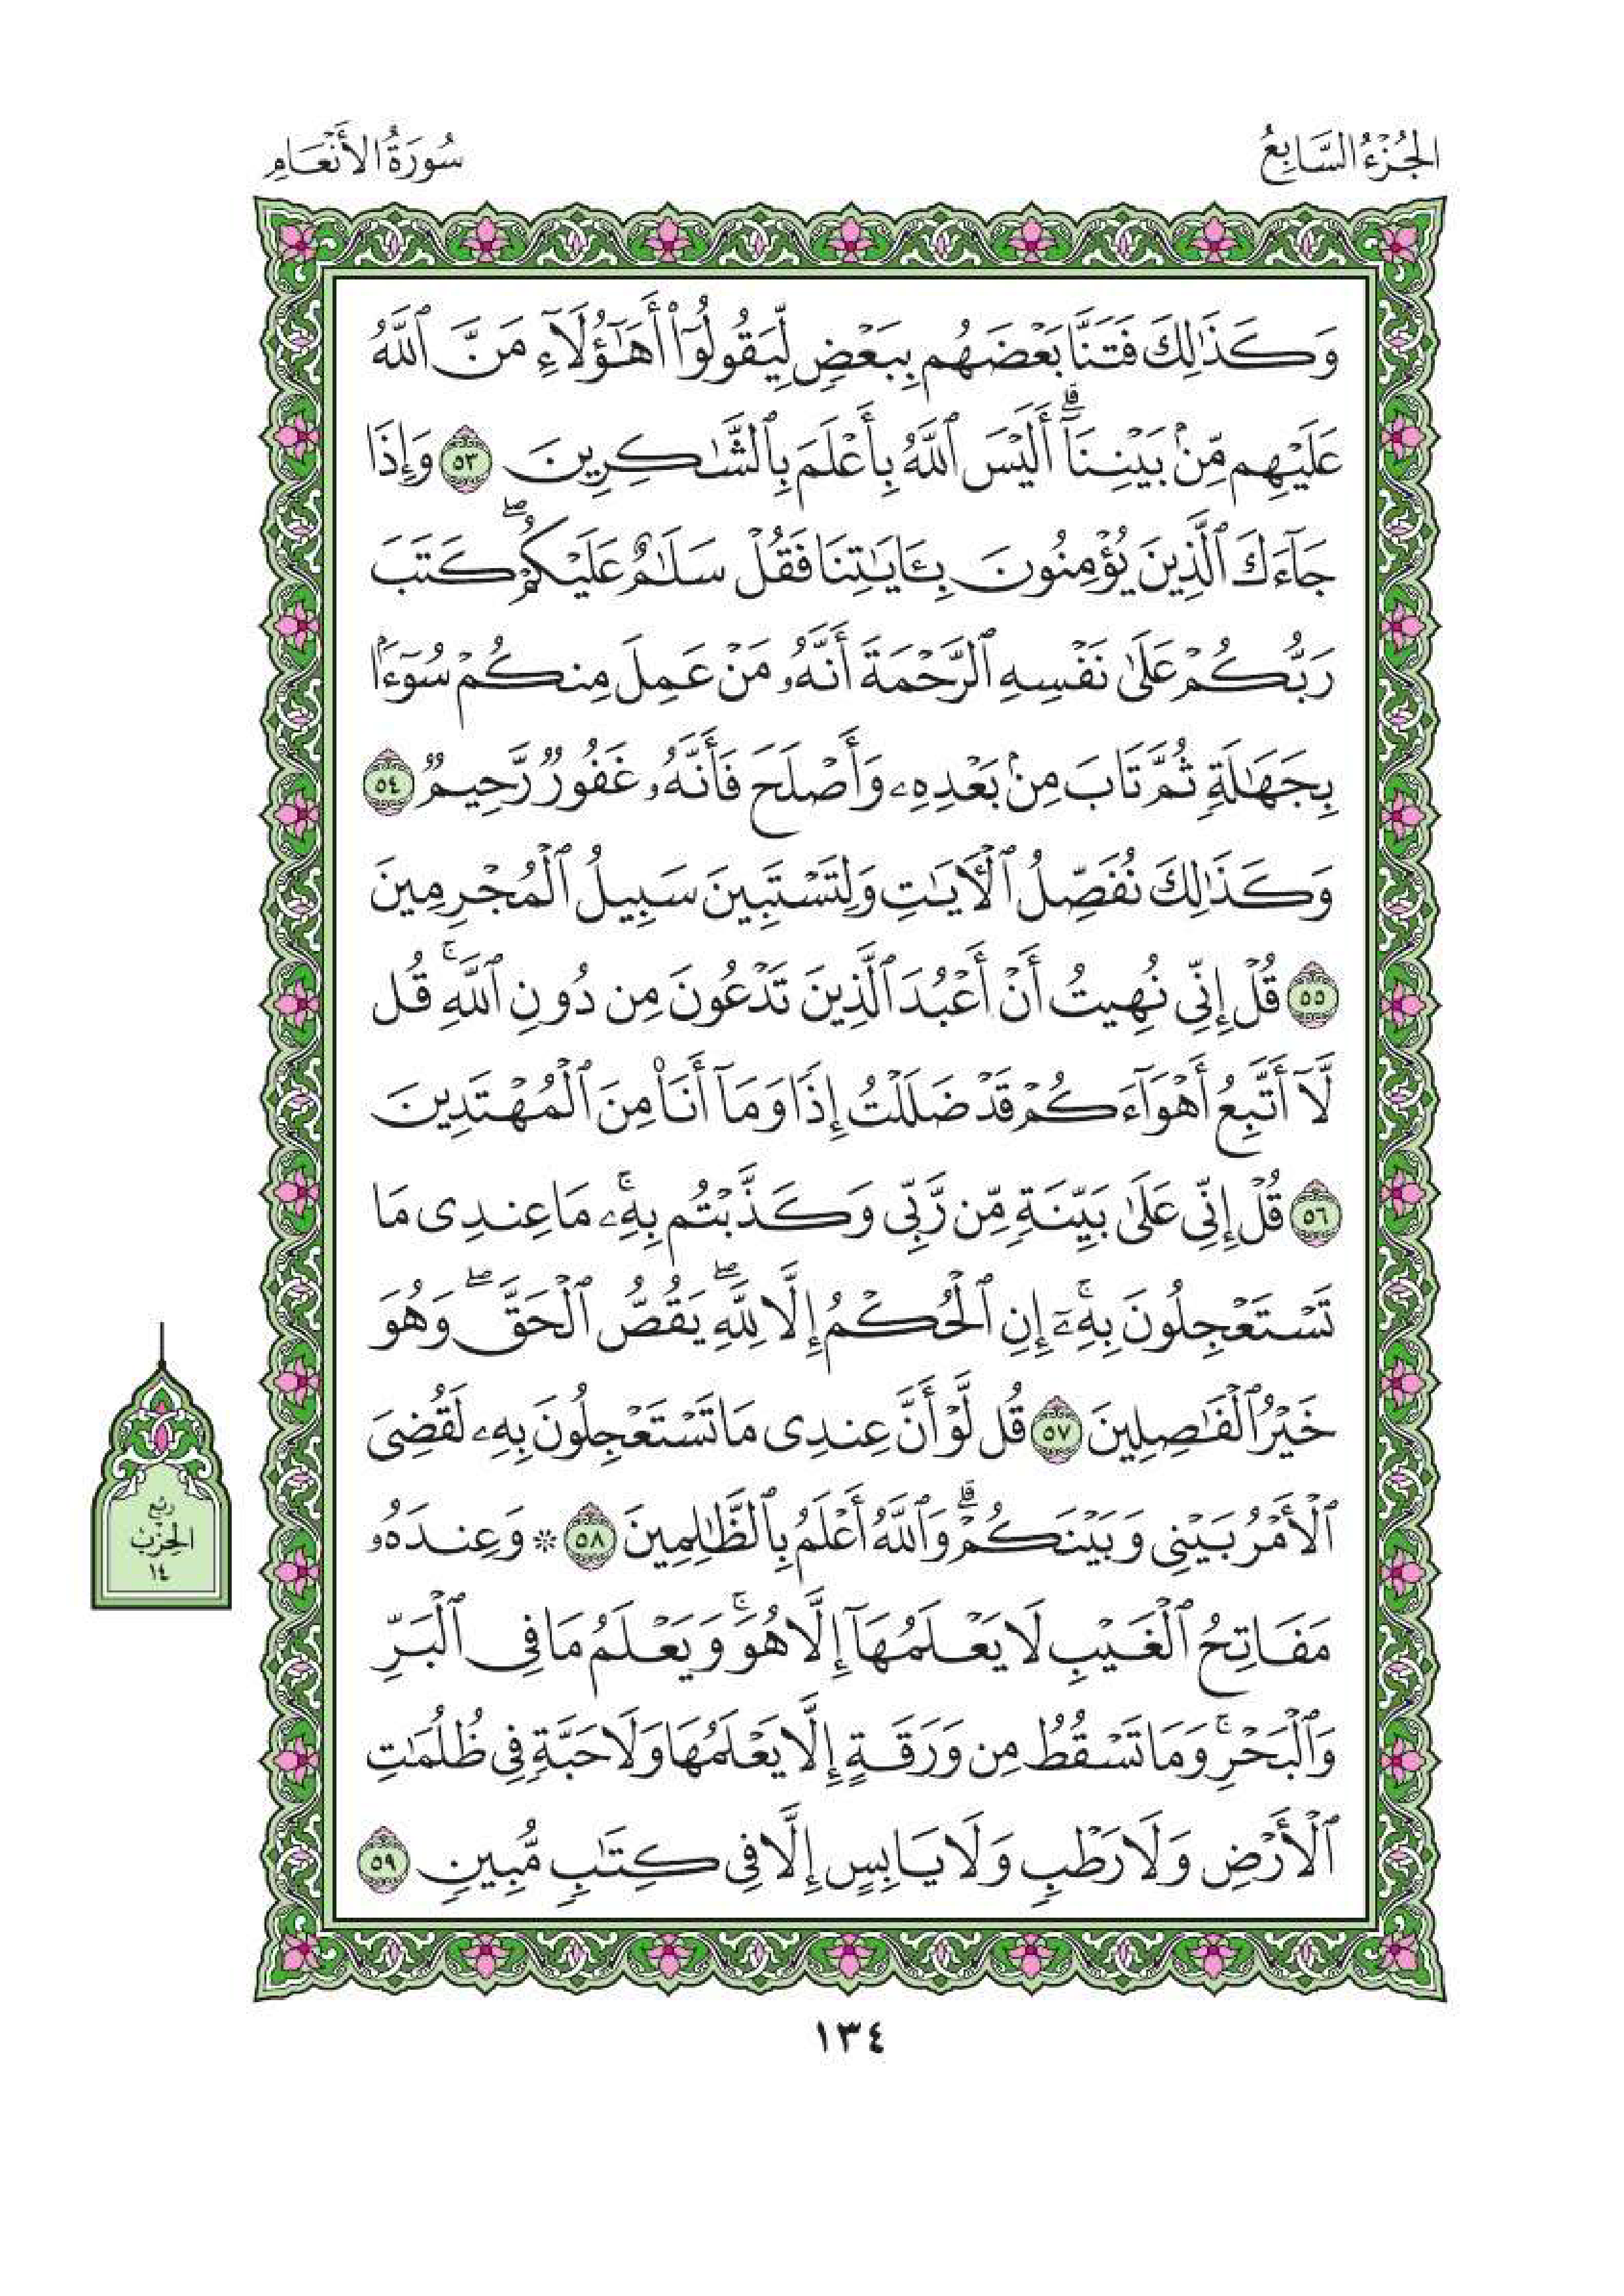 الجُزْءُ السَّابِعُ
سُورَةُ الأَنْعَامِ
وَكَذَٰلِكَ فَتَنَّا بَعْضَهُم بِبَعْضٍ لِّيَقُولُوٓا۟ أَهَٰٓؤُلَآءِ مَنَّ ٱللَّهُ
عَلَيْهِم مِّنۢ بَيْنِنَآ ۗ أَلَيْسَ ٱللَّهُ بِأَعْلَمَ بِٱلشَّٰكِرِينَ ٥٣ وَإِذَا
جَآءَكَ ٱلَّذِينَ يُؤْمِنُونَ بِـَٔايَٰتِنَا فَقُلْ سَلَٰمٌ عَلَيْكُمْ ۖ كَتَبَ
رَبُّكُمْ عَلَىٰ نَفْسِهِ ٱلرَّحْمَةَ أَنَّهُۥ مَنْ عَمِلَ مِنكُمْ سُوٓءًۢا
بِجَهَٰلَةٍ ثُمَّ تَابَ مِنۢ بَعْدِهِۦ وَأَصْلَحَ فَأَنَّهُۥ غَفُورٌ رَّحِيمٌ ٥٤
وَكَذَٰلِكَ نُفَصِّلُ ٱلْـَٔايَٰتِ وَلِتَسْتَبِينَ سَبِيلُ ٱلْمُجْرِمِينَ
٥٥ قُلْ إِنِّى نُهِيتُ أَنْ أَعْبُدَ ٱلَّذِينَ تَدْعُونَ مِن دُونِ ٱللَّهِ ۚ قُل
لَّآ أَتَّبِعُ أَهْوَآءَكُمْ قَدْ ضَلَلْتُ إِذًا وَمَآ أَنَا۠ مِنَ ٱلْمُهْتَدِينَ
٥٦ قُلْ إِنِّى عَلَىٰ بَيِّنَةٍ مِّن رَّبِّى وَكَذَّبْتُم بِهِۦ ۚ مَا عِندِى مَا
تَسْتَعْجِلُونَ بِهِۦٓ ۚ إِنِ ٱلْحُكْمُ إِلَّا لِلَّهِ ۖ يَقُصُّ ٱلْحَقَّ ۖ وَهُوَ
خَيْرُ ٱلْفَٰصِلِينَ ٥٧ قُل لَّوْ أَنَّ عِندِى مَا تَسْتَعْجِلُونَ بِهِۦ لَقُضِىَ
ٱلْأَمْرُ بَيْنِى وَبَيْنَكُمْ ۗ وَٱللَّهُ أَعْلَمُ بِٱلظَّٰلِمِينَ ٥٨ ۞ وَعِندَهُۥ
مَفَاتِحُ ٱلْغَيْبِ لَا يَعْلَمُهَآ إِلَّا هُوَ ۚ وَيَعْلَمُ مَا فِى ٱلْبَرِّ
وَٱلْبَحْرِ ۚ وَمَا تَسْقُطُ مِن وَرَقَةٍ إِلَّا يَعْلَمُهَا وَلَا حَبَّةٍ فِى ظُلُمَٰتِ
ٱلْأَرْضِ وَلَا رَطْبٍ وَلَا يَابِسٍ إِلَّا فِى كِتَٰبٍ مُّبِينٍ ٥٩
ربع
الحزب
١٤
١٣٤